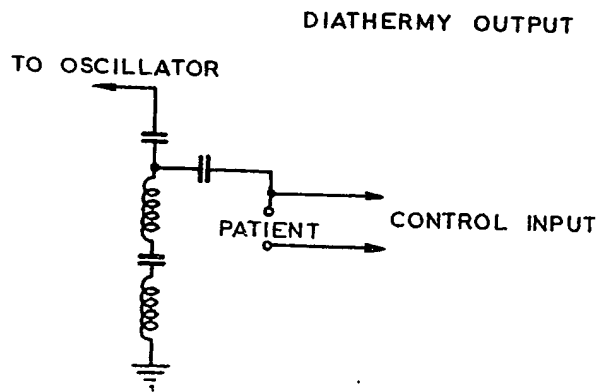 DIATHERMY OUTPUT
TO OSCILLATOR
PATIENT
CONTROL INPUT